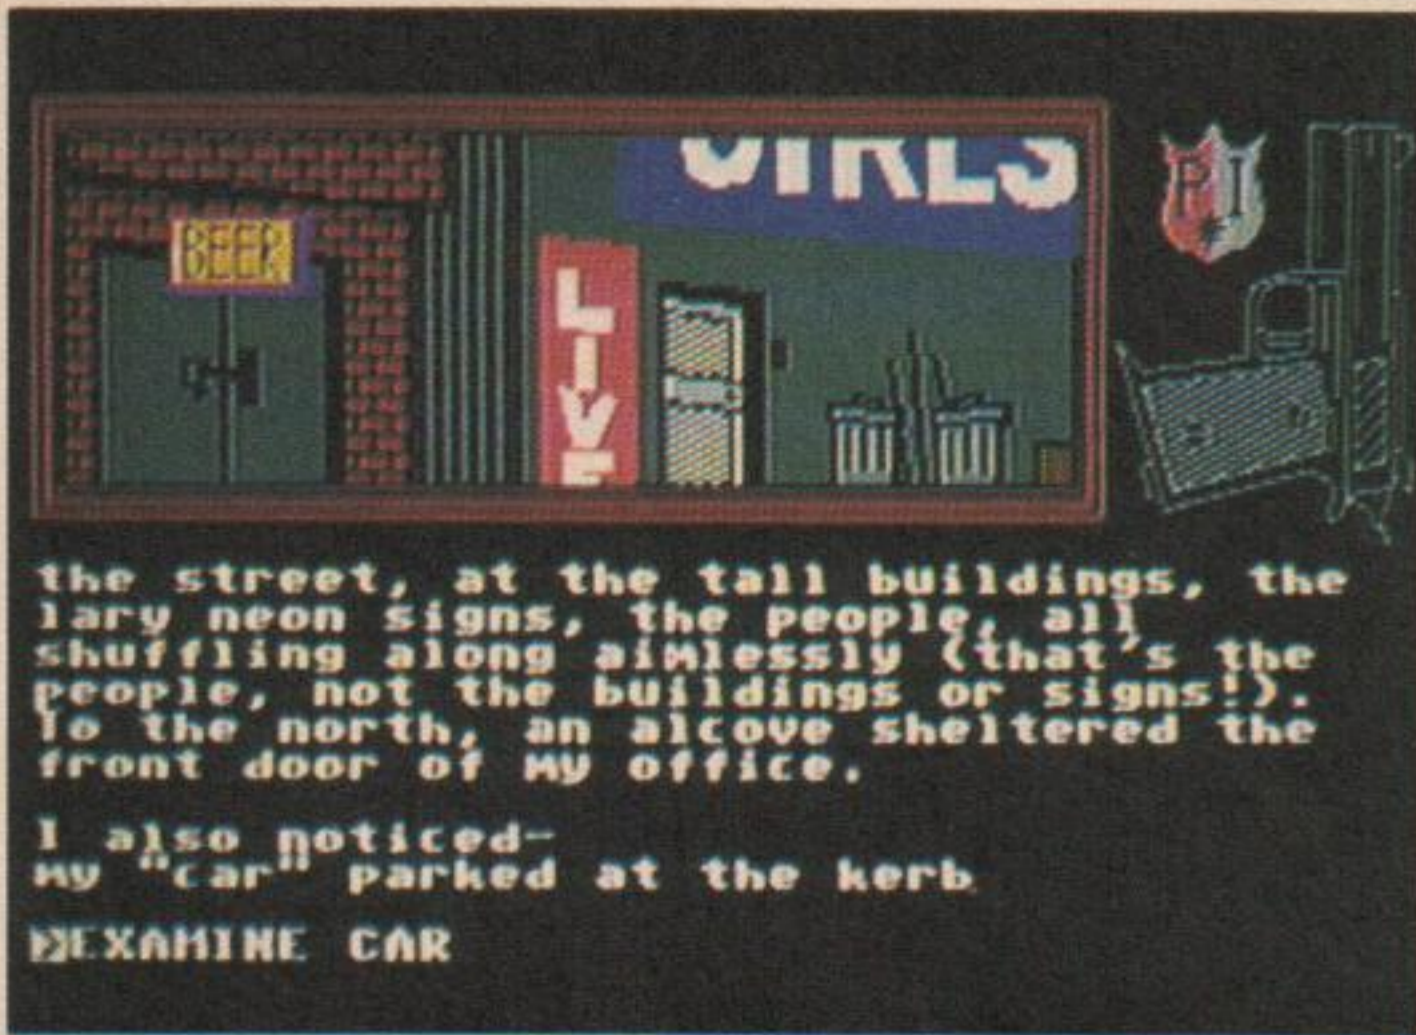 GIRLS
BEER
LIVE
PI
the street, at the tall buildings, the
lary neon signs, the people, all
shuffling along aimlessly (that's the
people, not the buildings or signs!).
To the north, an alcove sheltered the
front door of my office.
I also noticed-
my "car" parked at the kerb
>EXAMINE CAR